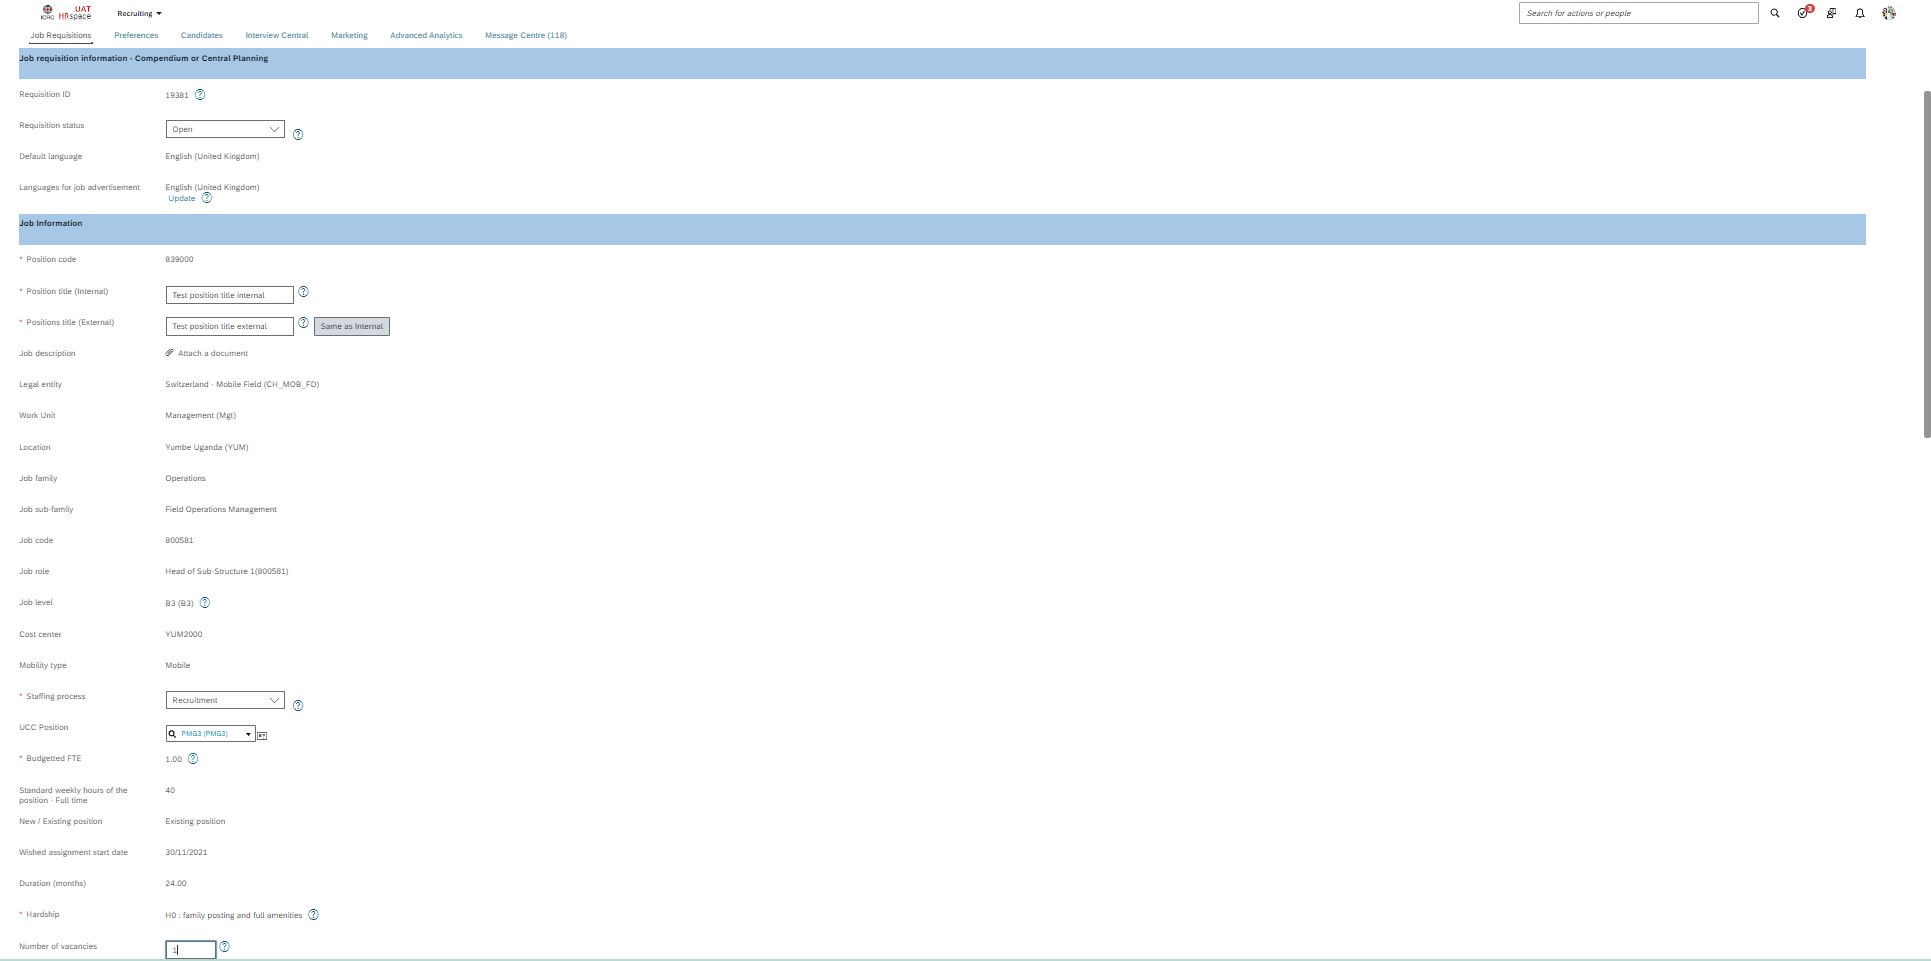 UAT
ICRC HRspace
Recruiting
Search for actions or people
3
Job Requisitions Preferences Candidates Interview Central Marketing Advanced Analytics Message Centre (118)
Job requisition information - Compendium or Central Planning
Requisition ID 19381 ?
Requisition status Open ?
Default language English (United Kingdom)
Languages for job advertisement English (United Kingdom)
Update ?
Job Information
* Position code 839000
* Position title (Internal) Test position title internal ?
* Positions title (External) Test position title external ? Same as Internal
Job description Attach a document
Legal entity Switzerland - Mobile Field (CH_MOB_FD)
Work Unit Management (Mgt)
Location Yumbe Uganda (YUM)
Job family Operations
Job sub-family Field Operations Management
Job code 800581
Job role Head of Sub-Structure 1(800581)
Job level B3 (B3) ?
Cost center YUM2000
Mobility type Mobile
* Staffing process Recruitment ?
UCC Position PMG3 (PMG3)
* Budgetted FTE 1.00 ?
Standard weekly hours of the 40
position - Full time
New / Existing position Existing position
Wished assignment start date 30/11/2021
Duration (months) 24.00
* Hardship H0 : family posting and full amenities ?
Number of vacancies 1 ?